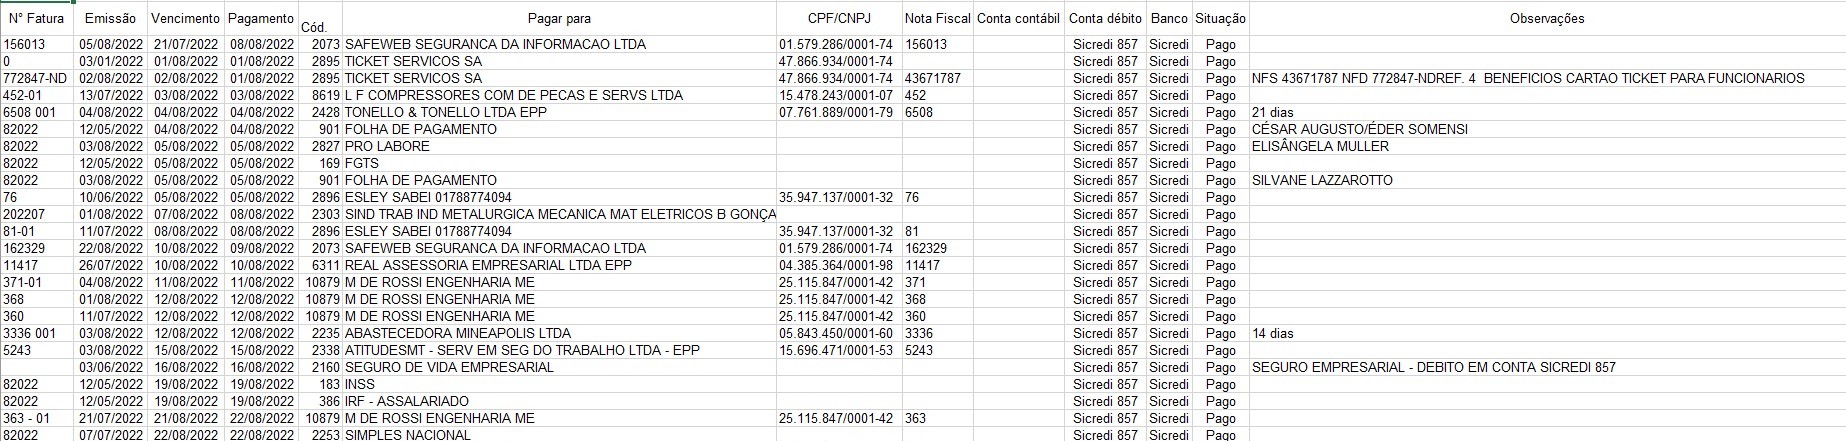 N° Fatura Emissão Vencimento Pagamento Cód. Pagar para CPF/CNPJ Nota Fiscal Conta contábil Conta débito Banco Situação Observações
156013 05/08/2022 21/07/2022 08/08/2022 2073 SAFEWEB SEGURANCA DA INFORMACAO LTDA 01.579.286/0001-74 156013 Sicredi 857 Sicredi Pago
0 03/01/2022 01/08/2022 01/08/2022 2895 TICKET SERVICOS SA 47.866.934/0001-74 Sicredi 857 Sicredi Pago
772847-ND 02/08/2022 02/08/2022 01/08/2022 2895 TICKET SERVICOS SA 47.866.934/0001-74 43671787 Sicredi 857 Sicredi Pago NFS 43671787 NFD 772847-NDREF. 4 BENEFICIOS CARTAO TICKET PARA FUNCIONARIOS
452-01 13/07/2022 03/08/2022 03/08/2022 8619 L F COMPRESSORES COM DE PECAS E SERVS LTDA 15.478.243/0001-07 452 Sicredi 857 Sicredi Pago
6508 001 04/08/2022 04/08/2022 04/08/2022 2428 TONELLO & TONELLO LTDA EPP 07.761.889/0001-79 6508 Sicredi 857 Sicredi Pago 21 dias
82022 12/05/2022 04/08/2022 04/08/2022 901 FOLHA DE PAGAMENTO Sicredi 857 Sicredi Pago CÉSAR AUGUSTO/ÉDER SOMENSI
82022 03/08/2022 05/08/2022 05/08/2022 2827 PRO LABORE Sicredi 857 Sicredi Pago ELISÂNGELA MULLER
82022 12/05/2022 05/08/2022 05/08/2022 169 FGTS Sicredi 857 Sicredi Pago
82022 03/08/2022 05/08/2022 05/08/2022 901 FOLHA DE PAGAMENTO Sicredi 857 Sicredi Pago SILVANE LAZZAROTTO
76 10/06/2022 05/08/2022 05/08/2022 2896 ESLEY SABEI 01788774094 35.947.137/0001-32 76 Sicredi 857 Sicredi Pago
202207 01/08/2022 07/08/2022 08/08/2022 2303 SIND TRAB IND METALURGICA MECANICA MAT ELETRICOS B GONÇA Sicredi 857 Sicredi Pago
81-01 11/07/2022 08/08/2022 08/08/2022 2896 ESLEY SABEI 01788774094 35.947.137/0001-32 81 Sicredi 857 Sicredi Pago
162329 22/08/2022 10/08/2022 09/08/2022 2073 SAFEWEB SEGURANCA DA INFORMACAO LTDA 01.579.286/0001-74 162329 Sicredi 857 Sicredi Pago
11417 26/07/2022 10/08/2022 10/08/2022 6311 REAL ASSESSORIA EMPRESARIAL LTDA EPP 04.385.364/0001-98 11417 Sicredi 857 Sicredi Pago
371-01 04/08/2022 11/08/2022 11/08/2022 10879 M DE ROSSI ENGENHARIA ME 25.115.847/0001-42 371 Sicredi 857 Sicredi Pago
368 01/08/2022 12/08/2022 12/08/2022 10879 M DE ROSSI ENGENHARIA ME 25.115.847/0001-42 368 Sicredi 857 Sicredi Pago
360 11/07/2022 12/08/2022 12/08/2022 10879 M DE ROSSI ENGENHARIA ME 25.115.847/0001-42 360 Sicredi 857 Sicredi Pago
3336 001 03/08/2022 12/08/2022 12/08/2022 2235 ABASTECEDORA MINEAPOLIS LTDA 05.843.450/0001-60 3336 Sicredi 857 Sicredi Pago 14 dias
5243 03/08/2022 15/08/2022 15/08/2022 2338 ATITUDESMT - SERV EM SEG DO TRABALHO LTDA - EPP 15.696.471/0001-53 5243 Sicredi 857 Sicredi Pago
03/06/2022 16/08/2022 16/08/2022 2160 SEGURO DE VIDA EMPRESARIAL Sicredi 857 Sicredi Pago SEGURO EMPRESARIAL - DEBITO EM CONTA SICREDI 857
82022 12/05/2022 19/08/2022 19/08/2022 183 INSS Sicredi 857 Sicredi Pago
82022 12/05/2022 19/08/2022 19/08/2022 386 IRF - ASSALARIADO Sicredi 857 Sicredi Pago
363 - 01 21/07/2022 21/08/2022 22/08/2022 10879 M DE ROSSI ENGENHARIA ME 25.115.847/0001-42 363 Sicredi 857 Sicredi Pago
82022 07/07/2022 22/08/2022 22/08/2022 2253 SIMPLES NACIONAL Sicredi 857 Sicredi Pago